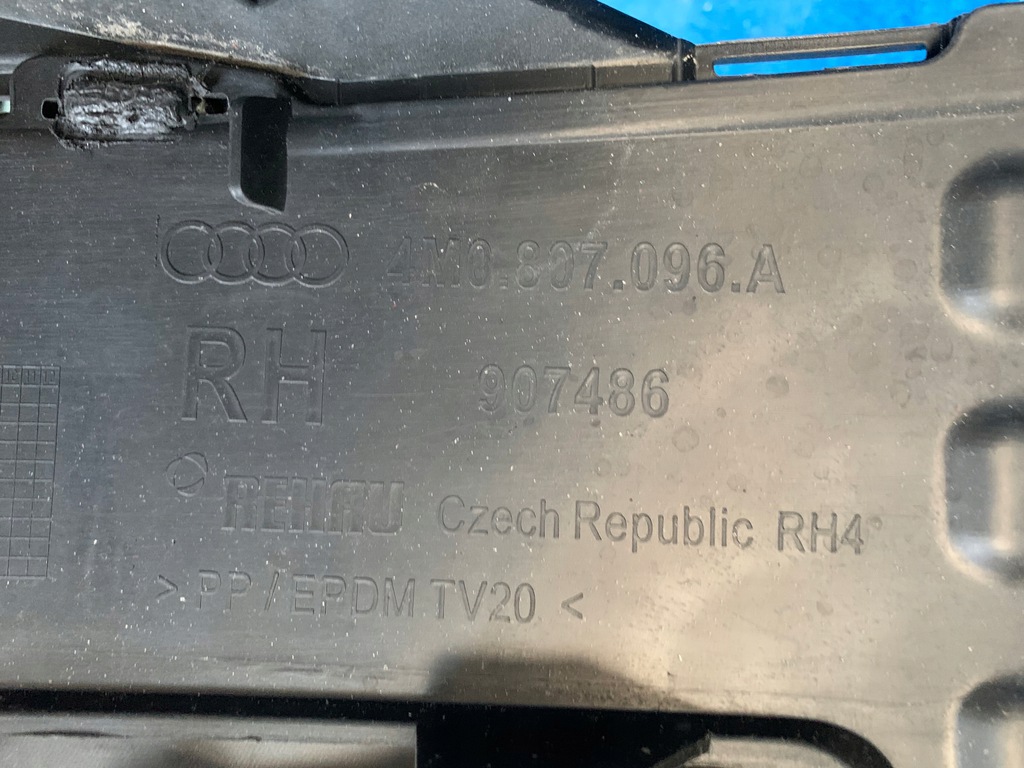 4M0.807.096.A
RH 907486
REHAU Czech Republic RH4
> PP / EPDM TV20 <